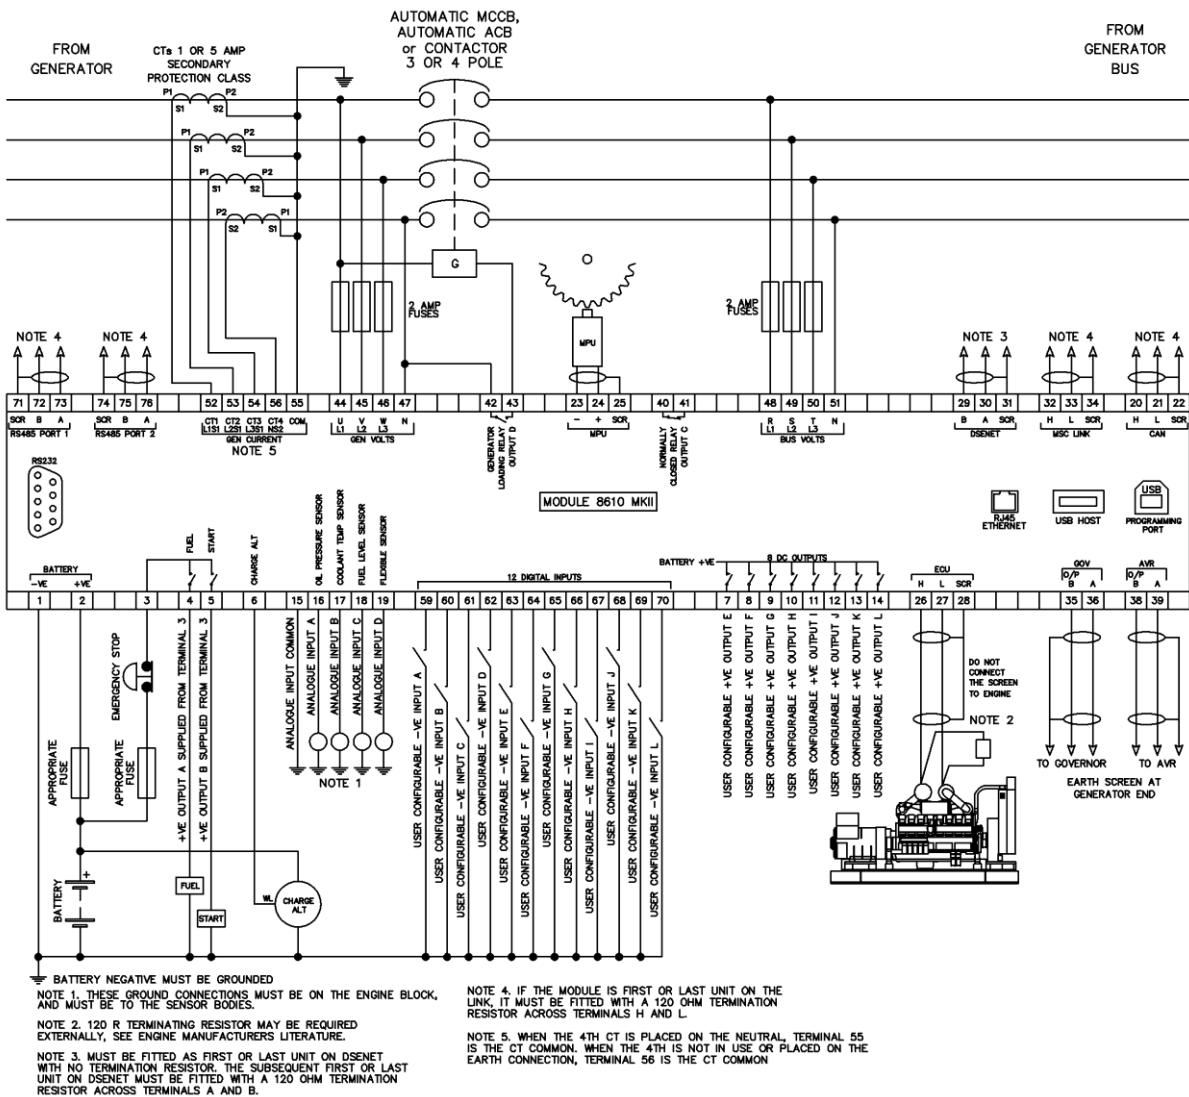 FROM
GENERATOR
CTs 1 OR 5 AMP
SECONDARY
PROTECTION CLASS
AUTOMATIC MCCB,
AUTOMATIC ACB
or CONTACTOR
3 OR 4 POLE
FROM
GENERATOR
BUS
P1 P2
S1 S2
P1 P2
S1 S2
P1 P2
S1 S2
P2 P1
S2 S1
G
2 AMP
FUSES
MPU
2 AMP
FUSES
NOTE 4
NOTE 4
NOTE 3
NOTE 4
NOTE 4
71 72 73 74 75 76 52 53 54 56 55 44 45 46 47 42 43 23 24 25 40 41 48 49 50 51 29 30 31 32 33 34 20 21 22
SCR B A
RS485 PORT 1
SCR B A
RS485 PORT 2
CT1 CT2 CT3 CT4 COM
L1S1 L2S1 L3S1 NS2
GEN CURRENT
NOTE 5
U V W N
L1 L2 L3
GEN VOLTS
GENERATOR
LOADING RELAY
OUTPUT D
- + SCR
MPU
NORMALLY
CLOSED RELAY
OUTPUT C
R S T N
L1 L2 L3
BUS VOLTS
B A SCR
DSENET
H L SCR
MSC LINK
H L SCR
CAN
RS232
MODULE 8610 MKII
RJ45
ETHERNET
USB HOST
USB
PROGRAMMING
PORT
BATTERY
-VE +VE
FUEL
START
CHARGE ALT
OIL PRESSURE SENSOR
COOLANT TEMP SENSOR
FUEL LEVEL SENSOR
FLEXIBLE SENSOR
12 DIGITAL INPUTS
BATTERY +VE
8 DC OUTPUTS
ECU
H L SCR
GOV
O/P
B A
AVR
O/P
B A
1 2 3 4 5 6 15 16 17 18 19 59 60 61 62 63 64 65 66 67 68 69 70 7 8 9 10 11 12 13 14 26 27 28 35 36 38 39
EMERGENCY STOP
APPROPRIATE
FUSE
APPROPRIATE
FUSE
+VE OUTPUT A SUPPLIED FROM TERMINAL 3
+VE OUTPUT B SUPPLIED FROM TERMINAL 3
ANALOGUE INPUT COMMON
ANALOGUE INPUT A
ANALOGUE INPUT B
ANALOGUE INPUT C
ANALOGUE INPUT D
NOTE 1
USER CONFIGURABLE -VE INPUT A
USER CONFIGURABLE -VE INPUT B
USER CONFIGURABLE -VE INPUT C
USER CONFIGURABLE -VE INPUT D
USER CONFIGURABLE -VE INPUT E
USER CONFIGURABLE -VE INPUT F
USER CONFIGURABLE -VE INPUT G
USER CONFIGURABLE -VE INPUT H
USER CONFIGURABLE -VE INPUT I
USER CONFIGURABLE -VE INPUT J
USER CONFIGURABLE -VE INPUT K
USER CONFIGURABLE -VE INPUT L
USER CONFIGURABLE +VE OUTPUT E
USER CONFIGURABLE +VE OUTPUT F
USER CONFIGURABLE +VE OUTPUT G
USER CONFIGURABLE +VE OUTPUT H
USER CONFIGURABLE +VE OUTPUT I
USER CONFIGURABLE +VE OUTPUT J
USER CONFIGURABLE +VE OUTPUT K
USER CONFIGURABLE +VE OUTPUT L
DO NOT
CONNECT
THE SCREEN
TO ENGINE
NOTE 2
TO GOVERNOR
TO AVR
EARTH SCREEN AT
GENERATOR END
BATTERY
+
FUEL
START
WL
CHARGE
ALT
BATTERY NEGATIVE MUST BE GROUNDED
NOTE 1. THESE GROUND CONNECTIONS MUST BE ON THE ENGINE BLOCK,
AND MUST BE TO THE SENSOR BODIES.
NOTE 2. 120 R TERMINATING RESISTOR MAY BE REQUIRED
EXTERNALLY, SEE ENGINE MANUFACTURERS LITERATURE.
NOTE 3. MUST BE FITTED AS FIRST OR LAST UNIT ON DSENET
WITH NO TERMINATION RESISTOR. THE SUBSEQUENT FIRST OR LAST
UNIT ON DSENET MUST BE FITTED WITH A 120 OHM TERMINATION
RESISTOR ACROSS TERMINALS A AND B.
NOTE 4. IF THE MODULE IS FIRST OR LAST UNIT ON THE
LINK, IT MUST BE FITTED WITH A 120 OHM TERMINATION
RESISTOR ACROSS TERMINALS H AND L.
NOTE 5. WHEN THE 4TH CT IS PLACED ON THE NEUTRAL, TERMINAL 55
IS THE CT COMMON. WHEN THE 4TH IS NOT IN USE OR PLACED ON THE
EARTH CONNECTION, TERMINAL 56 IS THE CT COMMON